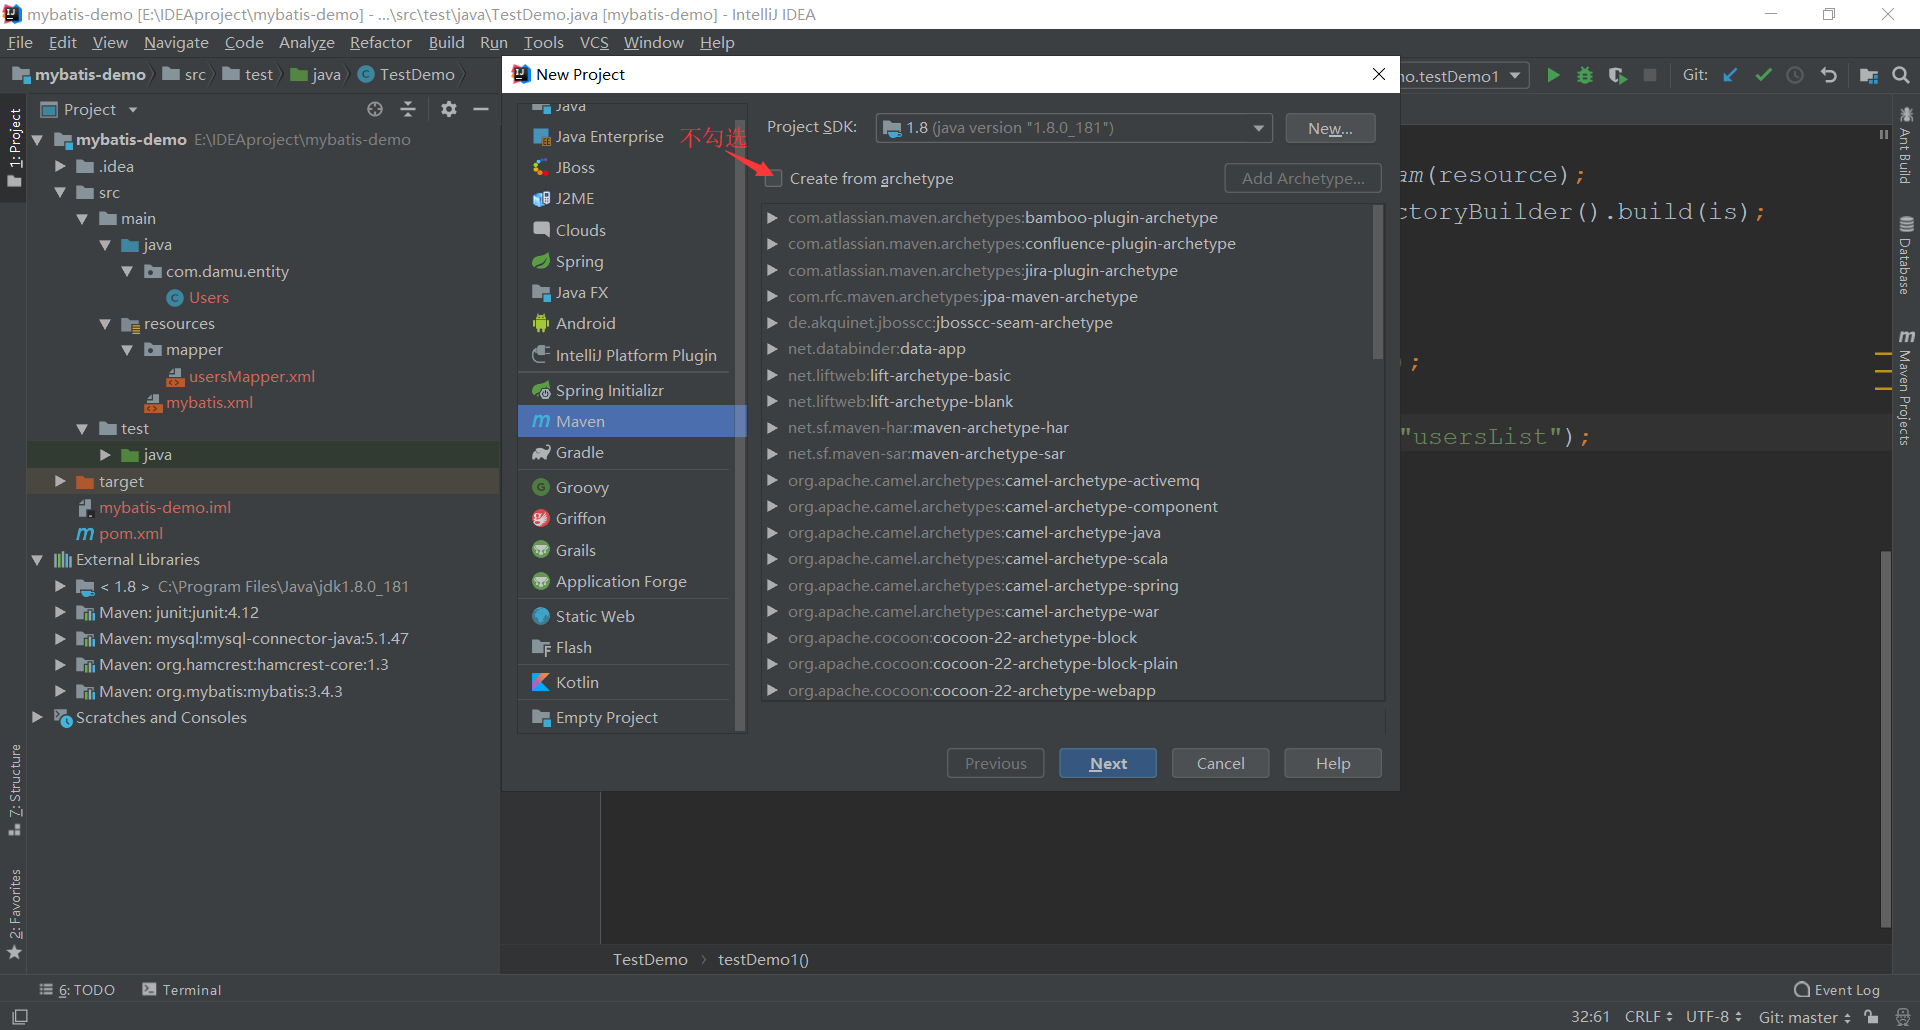 mybatis-demo [E:\IDEAproject\mybatis-demo] - ...\src\test\java\TestDemo.java [mybatis-demo] - IntelliJ IDEA
File Edit View Navigate Code Analyze Refactor Build Run Tools VCS Window Help
mybatis-demo src test java TestDemo
.testDemo1 Git:
1: Project
7: Structure
2: Favorites
Project
mybatis-demo E:\IDEAproject\mybatis-demo
.idea
src
main
java
com.damu.entity
Users
resources
mapper
usersMapper.xml
mybatis.xml
test
java
target
mybatis-demo.iml
pom.xml
External Libraries
< 1.8 > C:\Program Files\Java\jdk1.8.0_181
Maven: junit:junit:4.12
Maven: mysql:mysql-connector-java:5.1.47
Maven: org.hamcrest:hamcrest-core:1.3
Maven: org.mybatis:mybatis:3.4.3
Scratches and Consoles
New Project
Java
Java Enterprise
JBoss
J2ME
Clouds
Spring
Java FX
Android
IntelliJ Platform Plugin
Spring Initializr
Maven
Gradle
Groovy
Griffon
Grails
Application Forge
Static Web
Flash
Kotlin
Empty Project
不勾选
Project SDK: 1.8 (java version "1.8.0_181") New...
Create from archetype Add Archetype...
com.atlassian.maven.archetypes:bamboo-plugin-archetype
com.atlassian.maven.archetypes:confluence-plugin-archetype
com.atlassian.maven.archetypes:jira-plugin-archetype
com.rfc.maven.archetypes:jpa-maven-archetype
de.akquinet.jbosscc:jbosscc-seam-archetype
net.databinder:data-app
net.liftweb:lift-archetype-basic
net.liftweb:lift-archetype-blank
net.sf.maven-har:maven-archetype-har
net.sf.maven-sar:maven-archetype-sar
org.apache.camel.archetypes:camel-archetype-activemq
org.apache.camel.archetypes:camel-archetype-component
org.apache.camel.archetypes:camel-archetype-java
org.apache.camel.archetypes:camel-archetype-scala
org.apache.camel.archetypes:camel-archetype-spring
org.apache.camel.archetypes:camel-archetype-war
org.apache.cocoon:cocoon-22-archetype-block
org.apache.cocoon:cocoon-22-archetype-block-plain
org.apache.cocoon:cocoon-22-archetype-webapp
Previous Next Cancel Help
am(resource);
ctoryBuilder().build(is);
;
"usersList");
Ant Build
Database
Maven Projects
TestDemo testDemo1()
6: TODO Terminal Event Log
32:61 CRLF UTF-8 Git: master